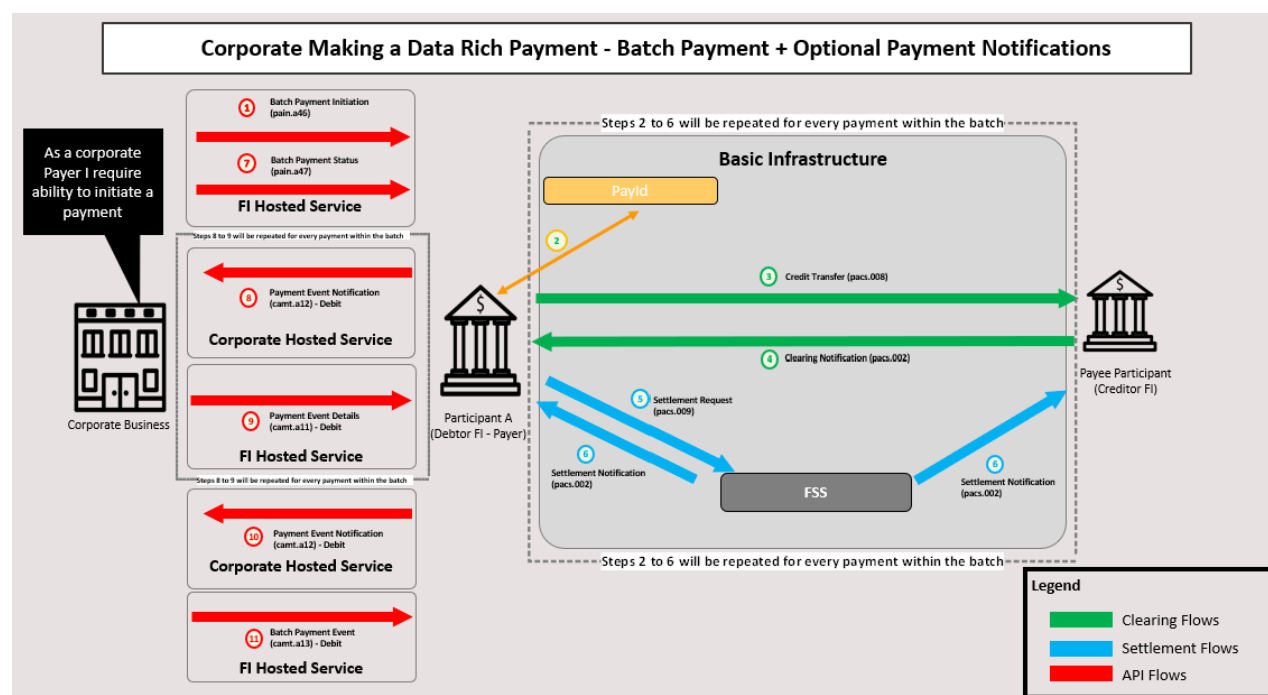 Corporate Making a Data Rich Payment - Batch Payment + Optional Payment Notifications
As a corporate
Payer I require
ability to initiate a
payment
Corporate Business
1
Batch Payment Initiation
(pain.a46)
7
Batch Payment Status
(pain.a47)
FI Hosted Service
Steps 8 to 9 will be repeated for every payment within the batch
8
Payment Event Notification
(camt.a12) - Debit
Corporate Hosted Service
9
Payment Event Details
(camt.a11) - Debit
FI Hosted Service
Steps 8 to 9 will be repeated for every payment within the batch
10
Payment Event Notification
(camt.a12) - Debit
Corporate Hosted Service
11
Batch Payment Event
(camt.a13) - Debit
FI Hosted Service
$
Participant A
(Debtor FI - Payer)
Steps 2 to 6 will be repeated for every payment within the batch
Basic Infrastructure
PayId
2
3
Credit Transfer (pacs.008)
4
Clearing Notification (pacs.002)
5
Settlement Request
(pacs.009)
6
Settlement Notification
(pacs.002)
FSS
6
Settlement Notification
(pacs.002)
Steps 2 to 6 will be repeated for every payment within the batch
$
Payee Participant
(Creditor FI)
Legend
Clearing Flows
Settlement Flows
API Flows